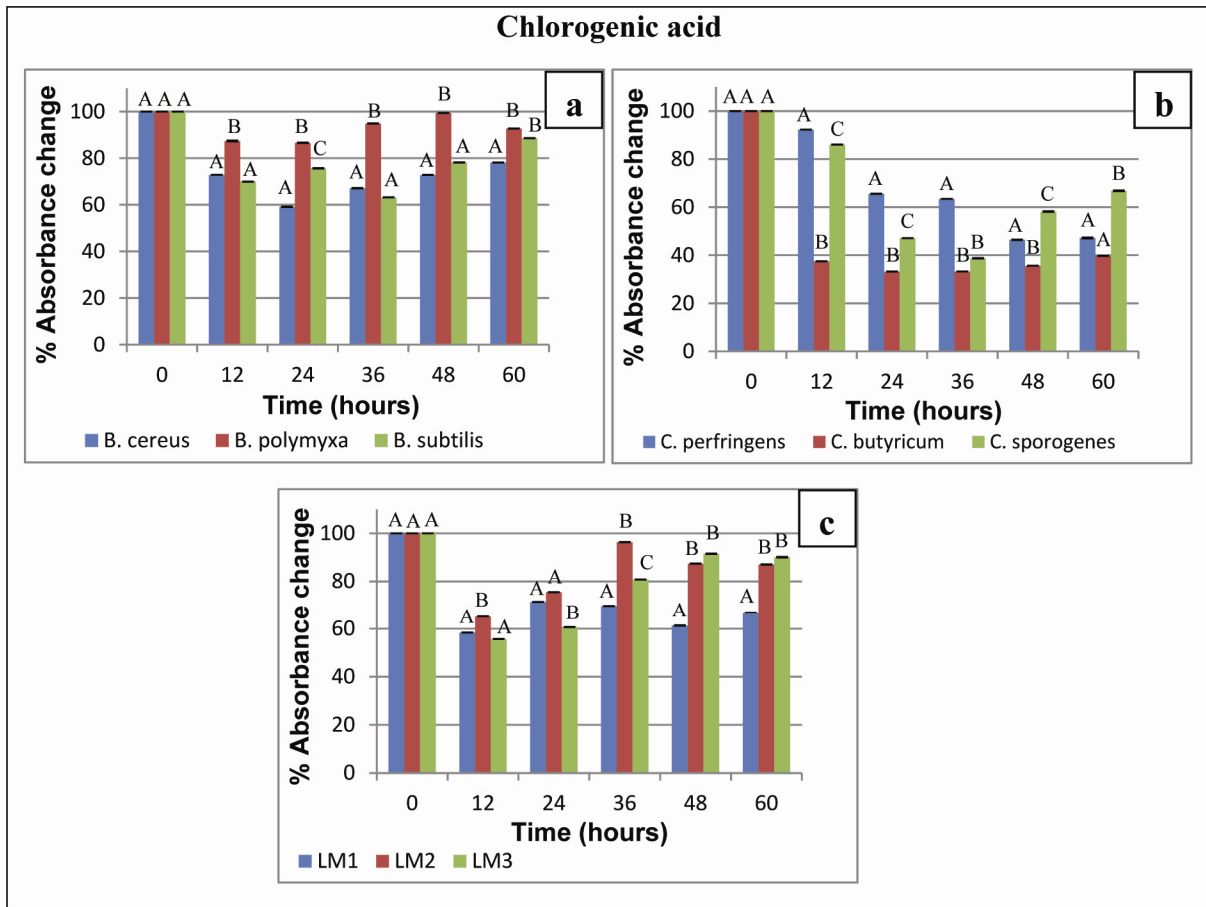 Chlorogenic acid
a
% Absorbance change
100
80
60
40
20
0
A A A
A B A
A B C
A B A
A B A
A B B
0 12 24 36 48 60
Time (hours)
B. cereus B. polymyxa B. subtilis
b
% Absorbance change
100
80
60
40
20
0
A A A
A B C
A B C
A B B
A B C
A A B
0 12 24 36 48 60
Time (hours)
C. perfringens C. butyricum C. sporogenes
c
% Absorbance change
100
80
60
40
20
0
A A A
A B A
A A B
A B C
A B B
A B B
0 12 24 36 48 60
Time (hours)
LM1 LM2 LM3